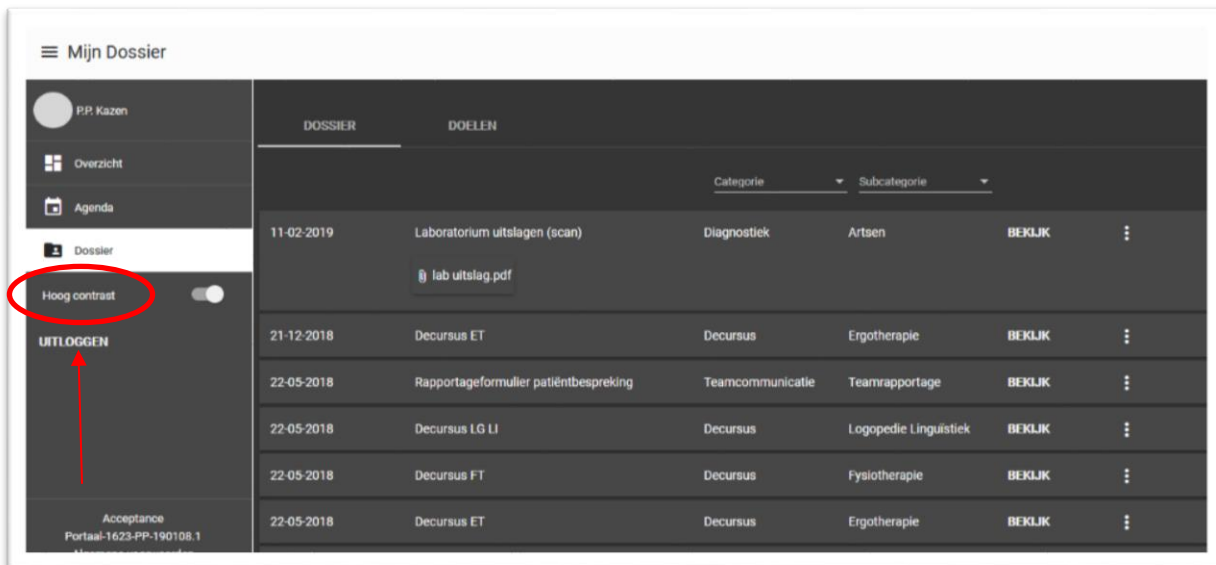 Mijn Dossier
P.P. Kazen
Overzicht
Agenda
Dossier
Hoog contrast
UITLOGGEN
Acceptance
Portaal-1623-PP-190108.1
DOSSIER DOELEN
Categorie Subcategorie
11-02-2019 Laboratorium uitslagen (scan) Diagnostiek Artsen BEKIJK
lab uitslag.pdf
21-12-2018 Decursus ET Decursus Ergotherapie BEKIJK
22-05-2018 Rapportageformulier patiëntbespreking Teamcommunicatie Teamrapportage BEKIJK
22-05-2018 Decursus LG LI Decursus Logopedie Linguïstiek BEKIJK
22-05-2018 Decursus FT Decursus Fysiotherapie BEKIJK
22-05-2018 Decursus ET Decursus Ergotherapie BEKIJK